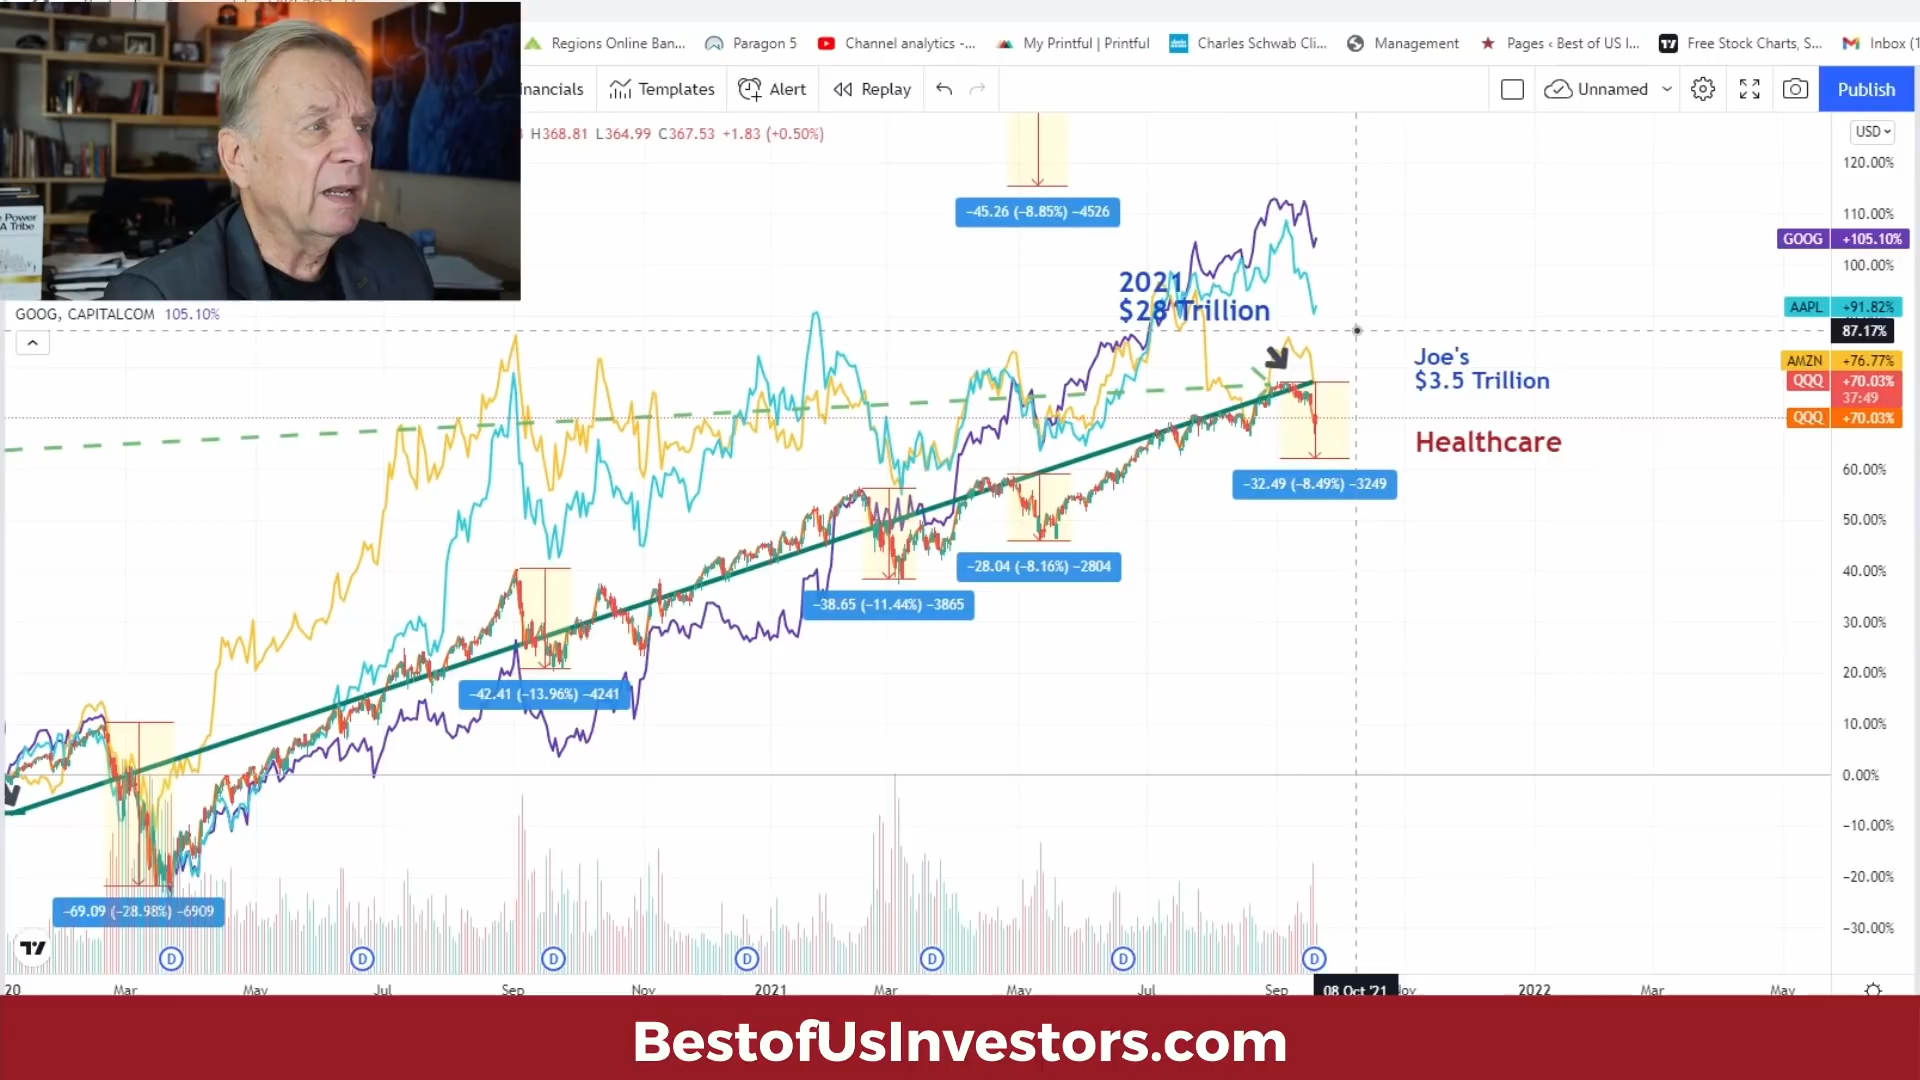 Regions Online Ban...
Paragon 5
Channel analytics -...
My Printful | Printful
Charles Schwab Cli...
Management
Pages ‹ Best of US I...
Free Stock Charts, S...
Inbox (1
inancials
Templates
Alert
Replay
Unnamed
Publish
H368.81 L364.99 C367.53 +1.83 (+0.50%)
USD
e Power
A Tribe
GOOG, CAPITALCOM 105.10%
−45.26 (−8.85%) −4526
2021
$28 Trillion
Joe's
$3.5 Trillion
Healthcare
−32.49 (−8.49%) −3249
−28.04 (−8.16%) −2804
−38.65 (−11.44%) −3865
−42.41 (−13.96%) −4241
−69.09 (−28.98%) −6909
120.00%
110.00%
GOOG +105.10%
100.00%
AAPL +91.82%
87.17%
AMZN +76.77%
QQQ +70.03%
37:49
QQQ +70.03%
60.00%
50.00%
40.00%
30.00%
20.00%
10.00%
0.00%
−10.00%
−20.00%
−30.00%
D D D D D D D
20 Mar May Jul Sep Nov 2021 Mar May Jul Sep 08 Oct '21 Nov 2022 Mar May
BestofUsInvestors.com